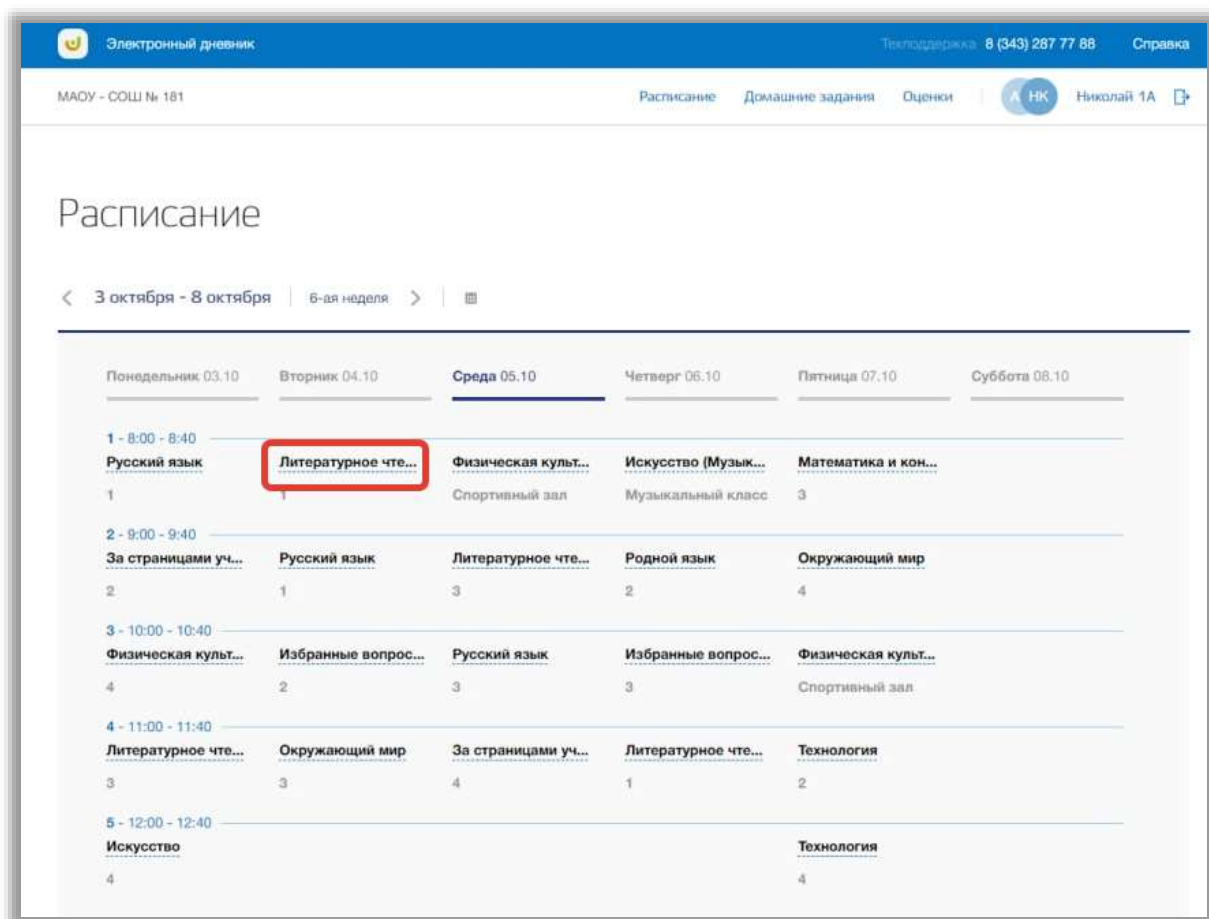 Электронный дневник Техподдержка 8 (343) 287 77 88 Справка
МАОУ - СОШ № 181 Расписание Домашние задания Оценки А НК Николай 1А
Расписание
3 октября - 8 октября 6-ая неделя
Понедельник 03.10 Вторник 04.10 Среда 05.10 Четверг 06.10 Пятница 07.10 Суббота 08.10
1 - 8:00 - 8:40
Русский язык Литературное чте... Физическая культ... Искусство (Музык... Математика и кон...
1 1 Спортивный зал Музыкальный класс 3
2 - 9:00 - 9:40
За страницами уч... Русский язык Литературное чте... Родной язык Окружающий мир
2 1 3 2 4
3 - 10:00 - 10:40
Физическая культ... Избранные вопрос... Русский язык Избранные вопрос... Физическая культ...
4 2 3 3 Спортивный зал
4 - 11:00 - 11:40
Литературное чте... Окружающий мир За страницами уч... Литературное чте... Технология
3 3 4 1 2
5 - 12:00 - 12:40
Искусство Технология
4 4